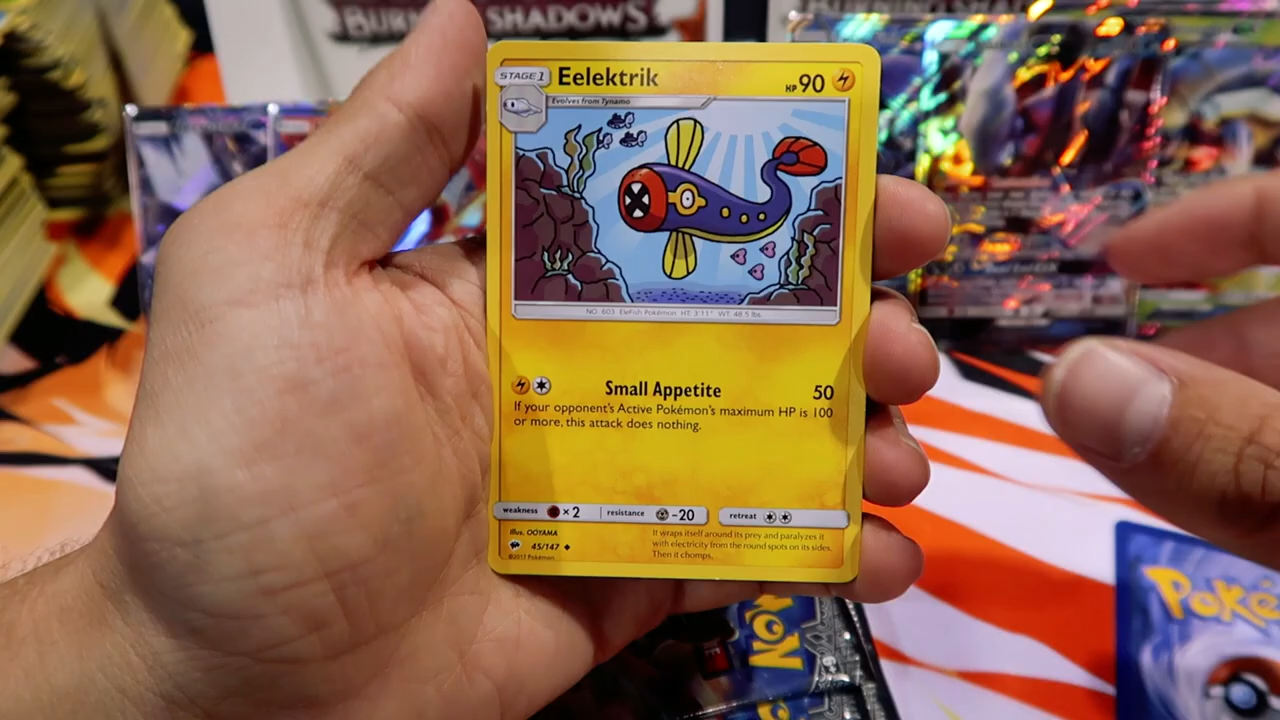 BURNING SHADOWS
BURNING SHAD
STAGE 1
Eelektrik
HP 90
Evolves from Tynamo
NO. 603 EleFish Pokémon HT: 3'11" WT: 48.5 lbs.
Small Appetite 50
If your opponent's Active Pokémon's maximum HP is 100
or more, this attack does nothing.
weakness ×2 resistance -20 retreat
Illus. OOYAMA
45/147
©2017 Pokémon
It wraps itself around its prey and paralyzes it
with electricity from the round spots on its sides.
Then it chomps.
MON
Poké